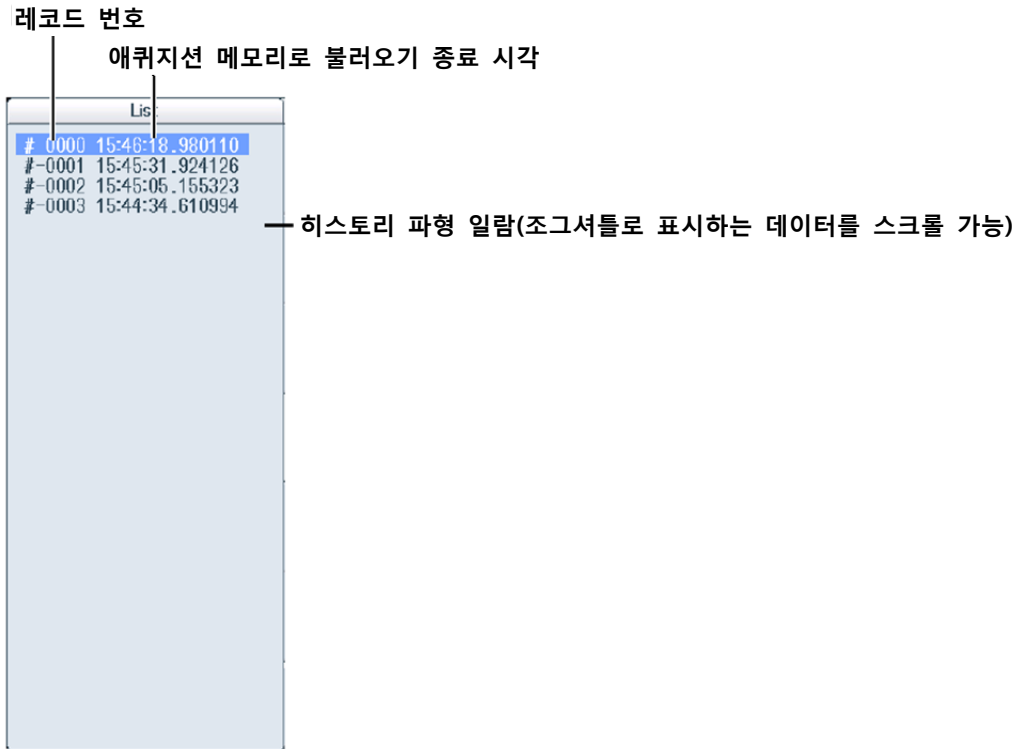 레코드 번호
애퀴지션 메모리로 불러오기 종료 시각
List
# 0000 15:46:18.980110
#-0001 15:45:31.924126
#-0002 15:45:05.155323
#-0003 15:44:34.610994
히스토리 파형 일람(조그셔틀로 표시하는 데이터를 스크롤 가능)